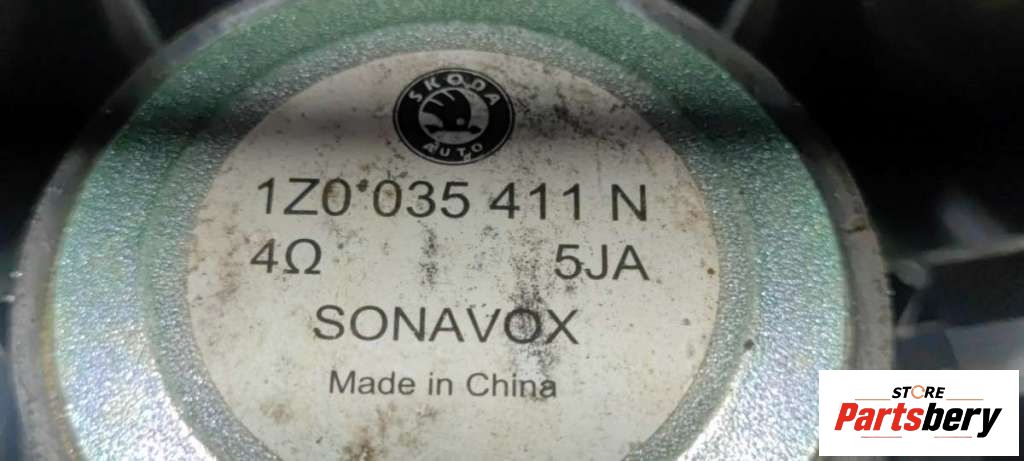 SKODA
AUTO
1Z0 035 411 N
4Ω 5JA
SONAVOX
Made in China
STORE
Partsbery